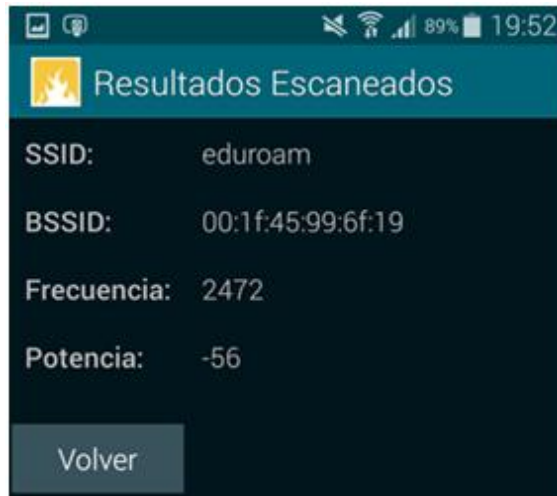 89% 19:52
Resultados Escaneados
SSID: eduroam
BSSID: 00:1f:45:99:6f:19
Frecuencia: 2472
Potencia: -56
Volver